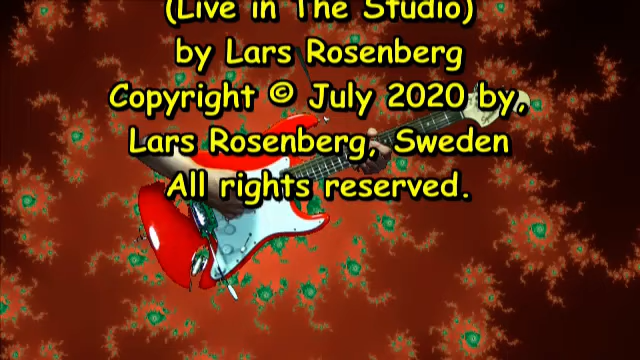 (Live in The Studio)
by Lars Rosenberg
Copyright © July 2020 by,
Lars Rosenberg, Sweden
All rights reserved.